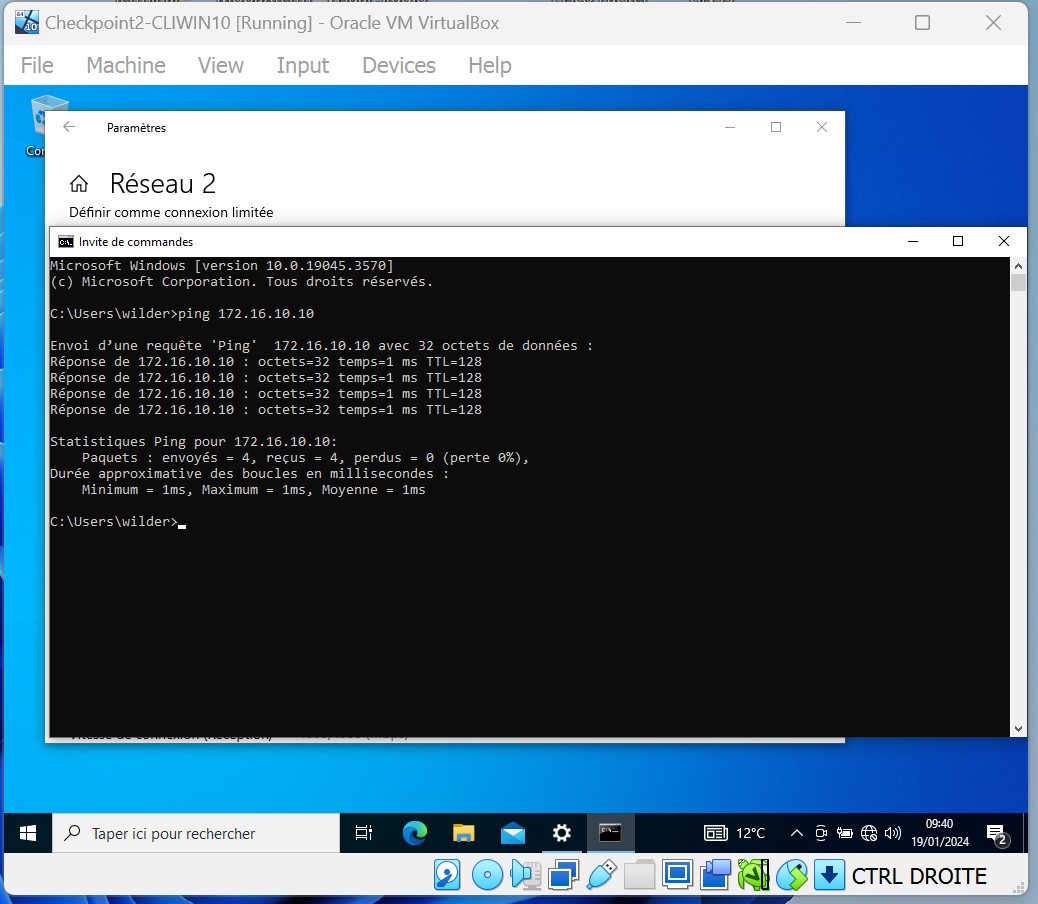 Checkpoint2-CLIWIN10 [Running] - Oracle VM VirtualBox
File Machine View Input Devices Help
Paramètres
Réseau 2
Définir comme connexion limitée
Invite de commandes
Microsoft Windows [version 10.0.19045.3570]
(c) Microsoft Corporation. Tous droits réservés.
C:\Users\wilder>ping 172.16.10.10
Envoi d’une requête 'Ping'  172.16.10.10 avec 32 octets de données :
Réponse de 172.16.10.10 : octets=32 temps=1 ms TTL=128
Réponse de 172.16.10.10 : octets=32 temps=1 ms TTL=128
Réponse de 172.16.10.10 : octets=32 temps=1 ms TTL=128
Réponse de 172.16.10.10 : octets=32 temps=1 ms TTL=128
Statistiques Ping pour 172.16.10.10:
    Paquets : envoyés = 4, reçus = 4, perdus = 0 (perte 0%),
Durée approximative des boucles en millisecondes :
    Minimum = 1ms, Maximum = 1ms, Moyenne = 1ms
C:\Users\wilder>
Taper ici pour rechercher
12°C
09:40
19/01/2024
2
CTRL DROITE